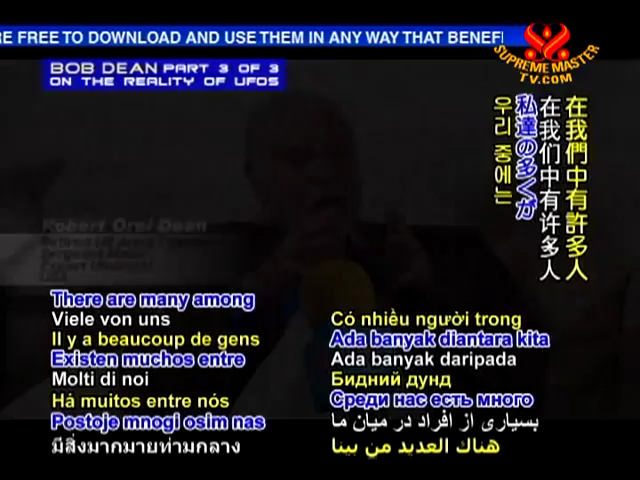 RE FREE TO DOWNLOAD AND USE THEM IN ANY WAY THAT BENEFI
SUPREME MASTER
TV.COM
BOB DEAN PART 3 OF 3
ON THE REALITY OF UFOS
在我們中有許多人
在我们中有许多人
私達の多くが
우리 중에는
Robert Orel Dean
There are many among
Viele von uns
Il y a beaucoup de gens
Existen muchos entre
Molti di noi
Há muitos entre nós
Postoje mnogi osim nas
มีสิ่งมากมายท่ามกลาง
Có nhiều người trong
Ada banyak diantara kita
Ada banyak daripada
Бидний дунд
Среди нас есть много
بسیاری از افراد در میان ما
هناك العديد من بيننا